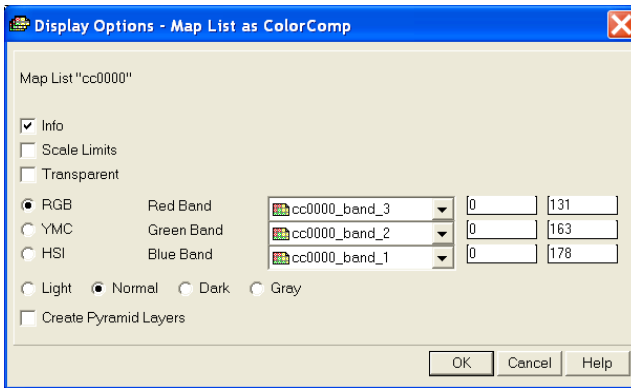 Display Options - Map List as ColorComp
Map List "cc0000"
Info
Scale Limits
Transparent
RGB Red Band cc0000_band_3 0 131
YMC Green Band cc0000_band_2 0 163
HSI Blue Band cc0000_band_1 0 178
Light Normal Dark Gray
Create Pyramid Layers
OK Cancel Help